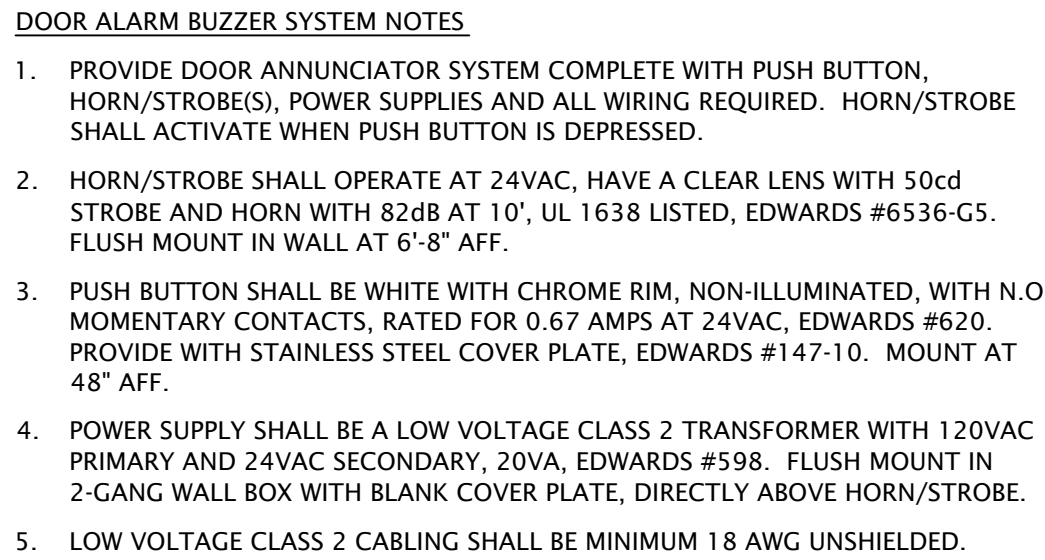 DOOR ALARM BUZZER SYSTEM NOTES
1. PROVIDE DOOR ANNUNCIATOR SYSTEM COMPLETE WITH PUSH BUTTON,
HORN/STROBE(S), POWER SUPPLIES AND ALL WIRING REQUIRED. HORN/STROBE
SHALL ACTIVATE WHEN PUSH BUTTON IS DEPRESSED.
2. HORN/STROBE SHALL OPERATE AT 24VAC, HAVE A CLEAR LENS WITH 50cd
STROBE AND HORN WITH 82dB AT 10', UL 1638 LISTED, EDWARDS #6536-G5.
FLUSH MOUNT IN WALL AT 6'-8" AFF.
3. PUSH BUTTON SHALL BE WHITE WITH CHROME RIM, NON-ILLUMINATED, WITH N.O
MOMENTARY CONTACTS, RATED FOR 0.67 AMPS AT 24VAC, EDWARDS #620.
PROVIDE WITH STAINLESS STEEL COVER PLATE, EDWARDS #147-10. MOUNT AT
48" AFF.
4. POWER SUPPLY SHALL BE A LOW VOLTAGE CLASS 2 TRANSFORMER WITH 120VAC
PRIMARY AND 24VAC SECONDARY, 20VA, EDWARDS #598. FLUSH MOUNT IN
2-GANG WALL BOX WITH BLANK COVER PLATE, DIRECTLY ABOVE HORN/STROBE.
5. LOW VOLTAGE CLASS 2 CABLING SHALL BE MINIMUM 18 AWG UNSHIELDED.